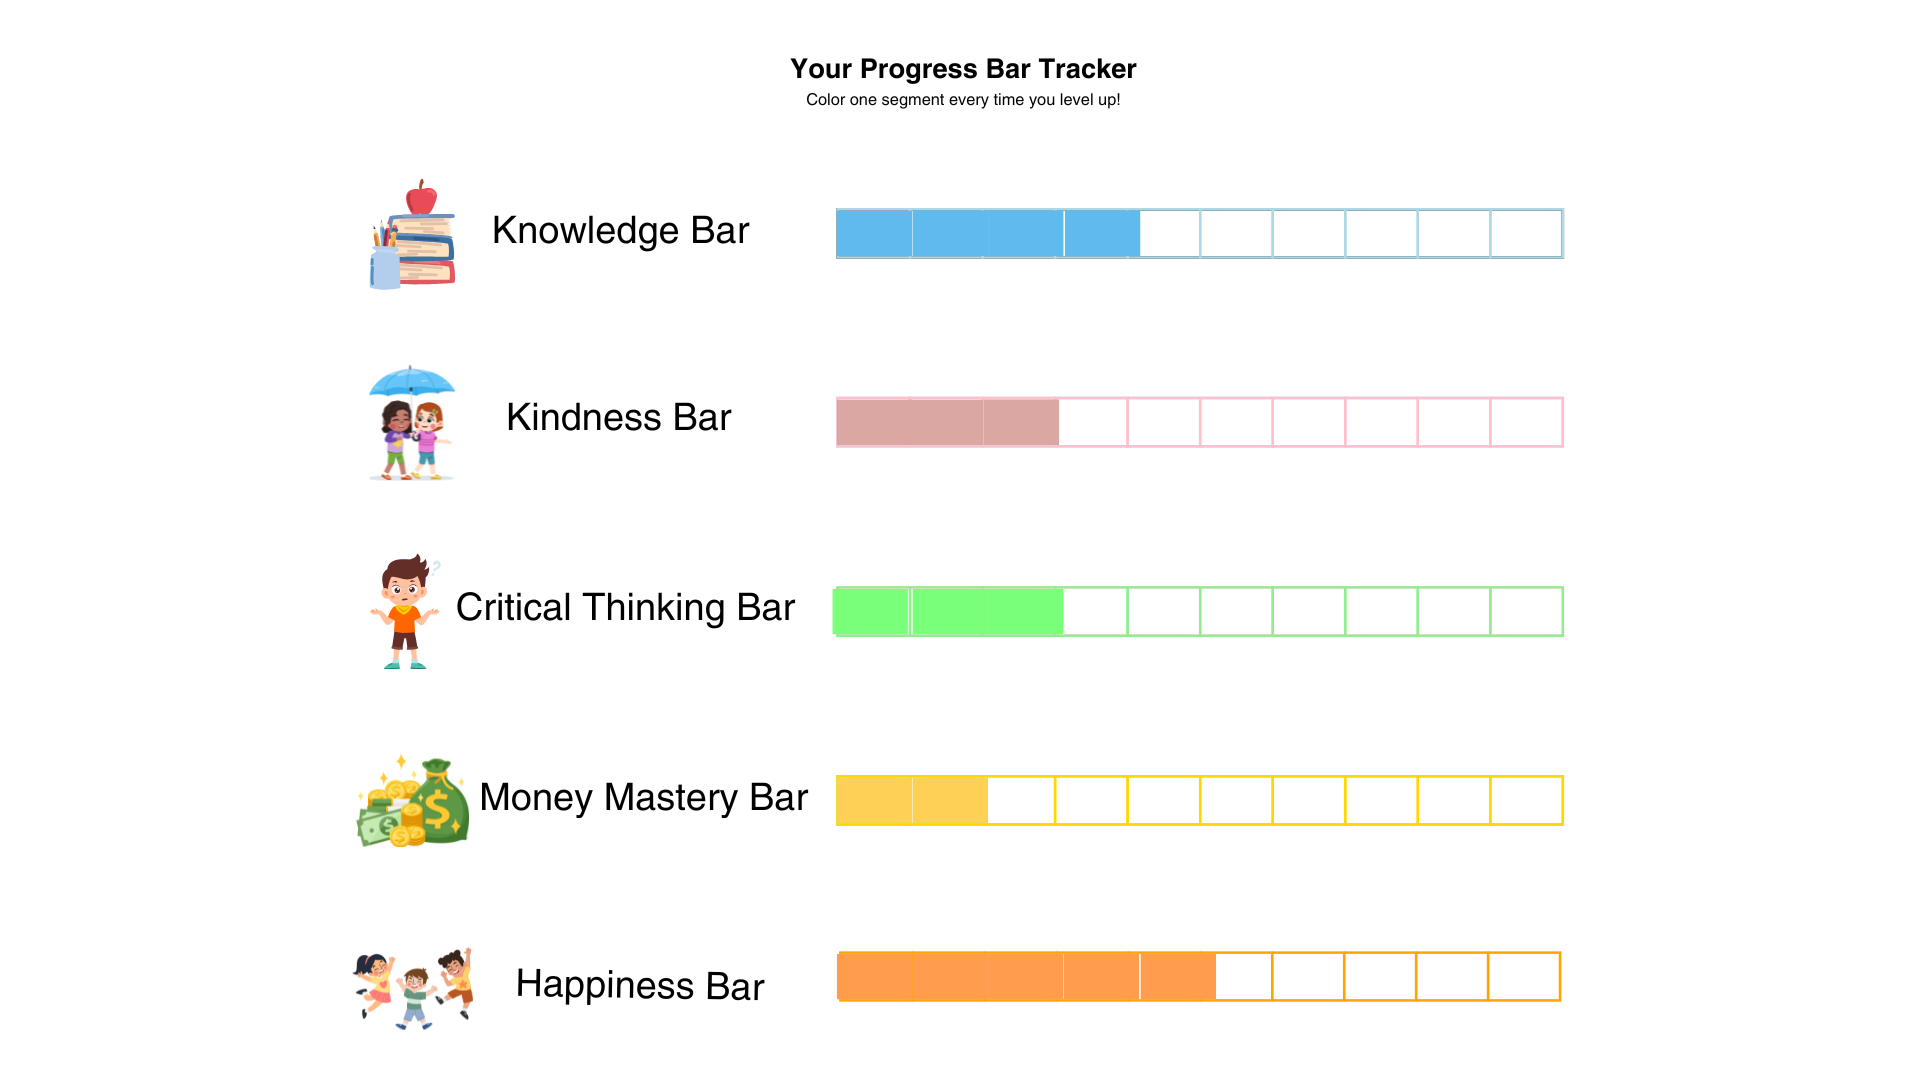 Your Progress Bar Tracker
Color one segment every time you level up!
Knowledge Bar
Kindness Bar
?
Critical Thinking Bar
$
$
Money Mastery Bar
Happiness Bar